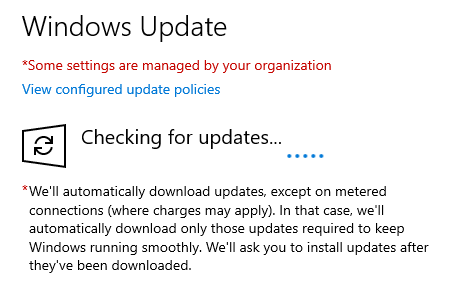 Windows Update
*Some settings are managed by your organization
View configured update policies
Checking for updates...
*We'll automatically download updates, except on metered
connections (where charges may apply). In that case, we'll
automatically download only those updates required to keep
Windows running smoothly. We'll ask you to install updates after
they've been downloaded.